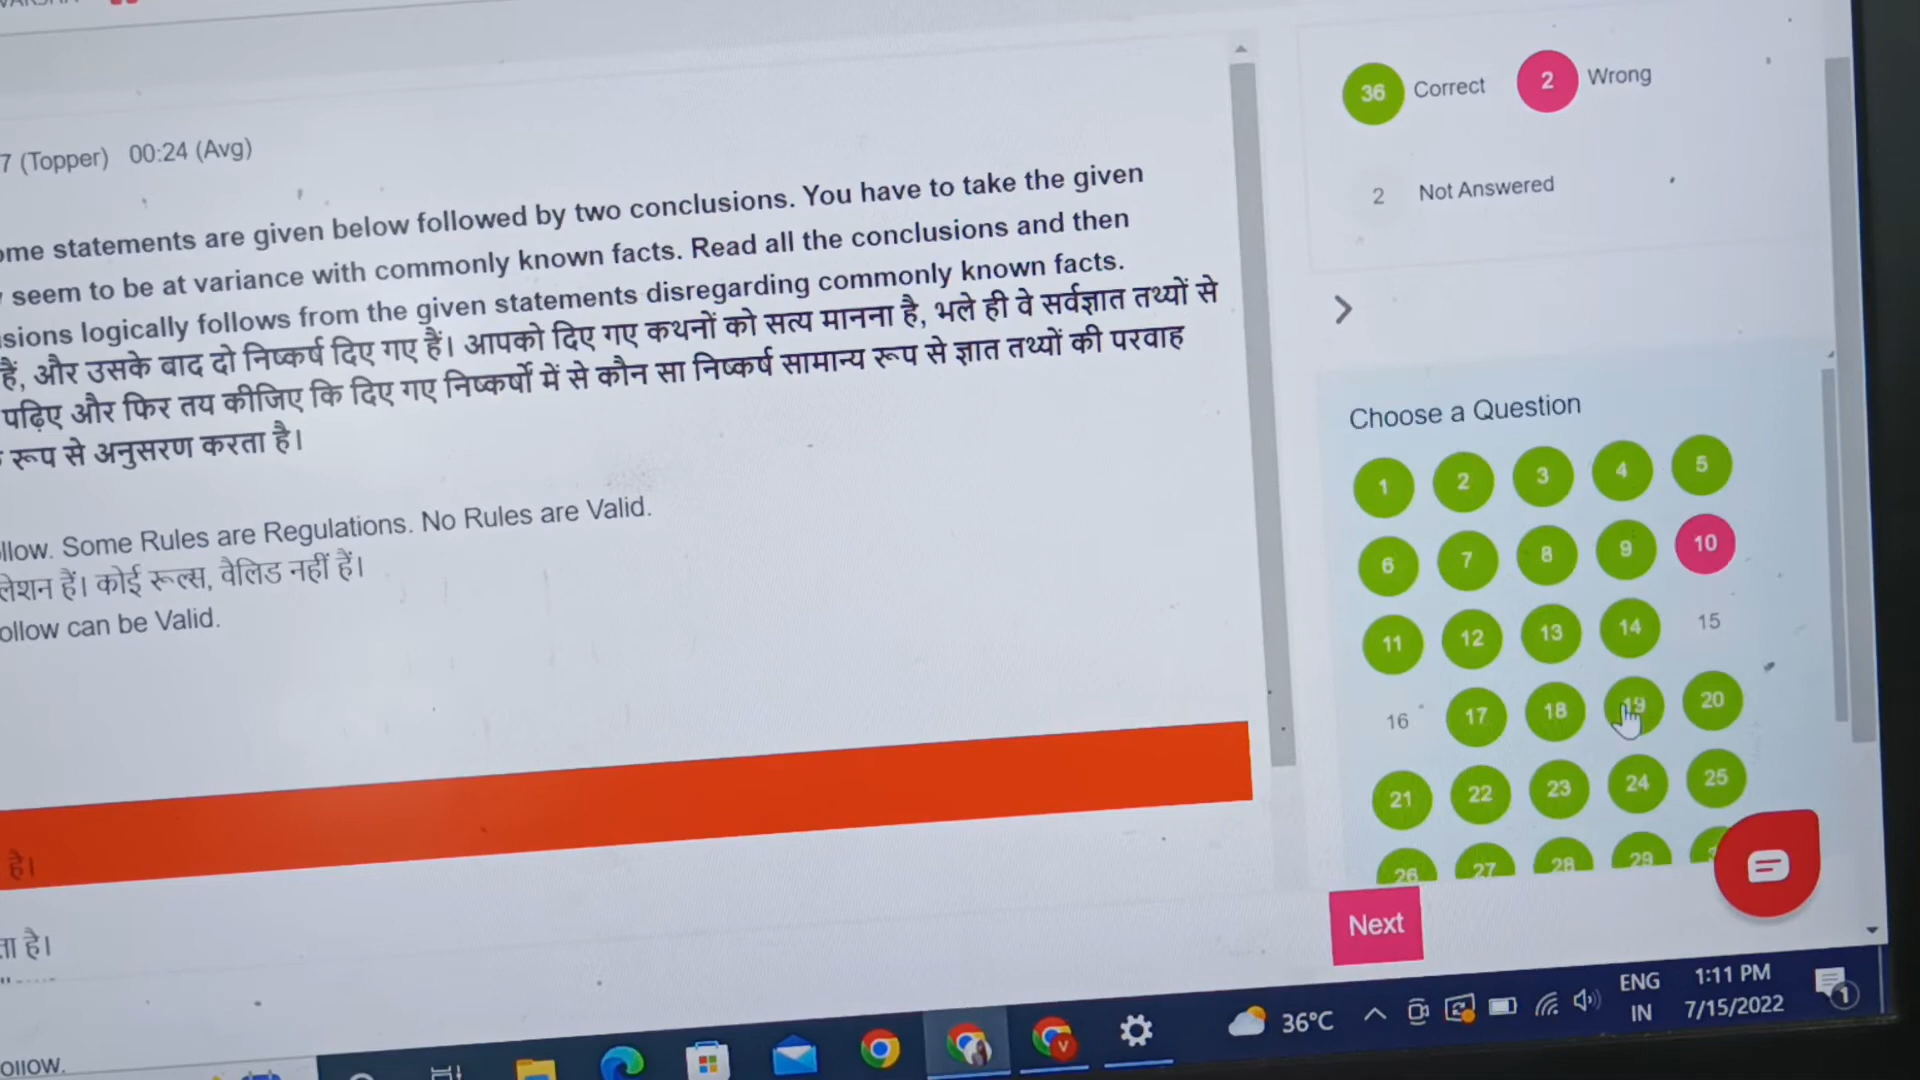 36 Correct 2 Wrong
2 Not Answered
7 (Topper) 00:24 (Avg)
statements are given below followed by two conclusions. You have to take the given
seem to be at variance with commonly known facts. Read all the conclusions and then
logically follows from the given statements disregarding commonly known facts.
हैं, और उसके बाद दो निष्कर्ष दिए गए हैं। आपको दिए गए कथनों को सत्य मानना है, भले ही वे सर्वज्ञात तथ्यों से
पढ़िए और फिर तय कीजिए कि दिए गए निष्कर्षों में से कौन सा निष्कर्ष सामान्य रूप से ज्ञात तथ्यों की परवाह
रूप से अनुसरण करता है।
Some Rules are Regulations. No Rules are Valid.
हैं। कोई रूल्स, वैलिड नहीं हैं।
can be Valid.
है।
है।
Choose a Question
1 2 3 4 5
6 7 8 9 10
11 12 13 14 15
16 17 18 19 20
21 22 23 24 25
26 27 28 29
Next
36°C ENG 1:11 PM
IN 7/15/2022 1
V